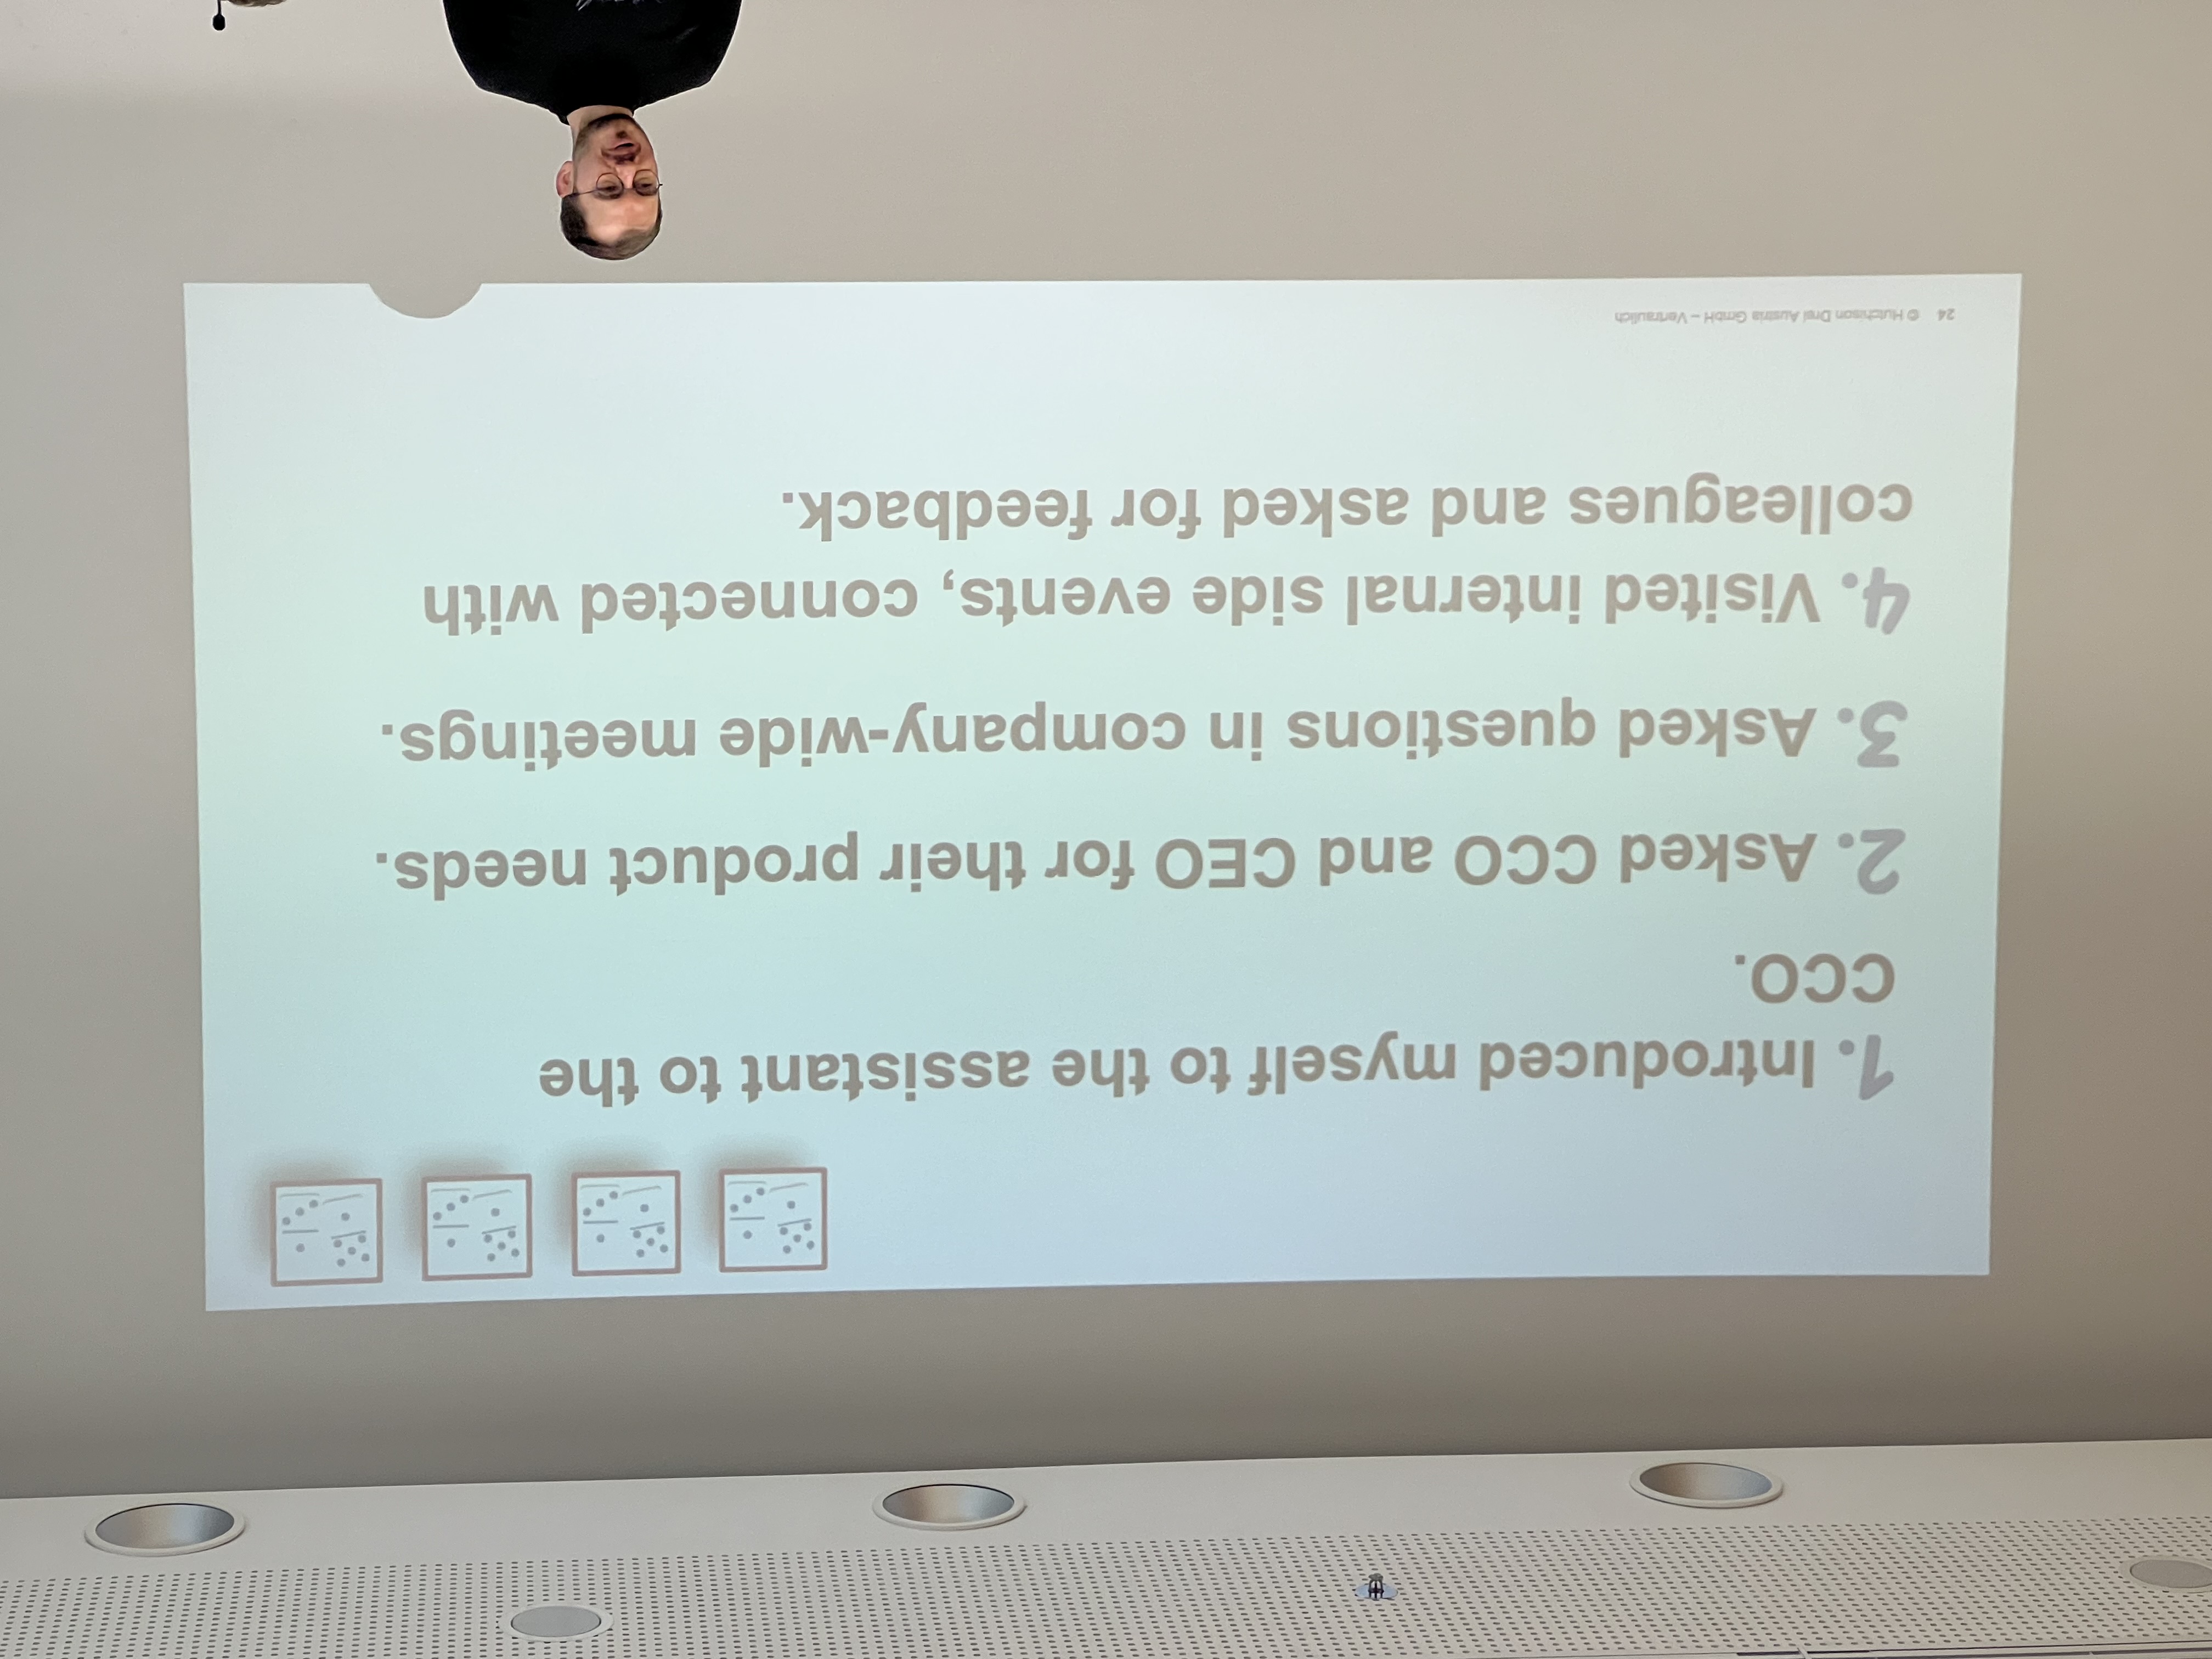 1. Introduced myself to the assistant to the
CCO.
2. Asked CCO and CEO for their product needs.
3. Asked questions in company-wide meetings.
4. Visited internal side events, connected with
colleagues and asked for feedback.
24 © Hutchison Drei Austria GmbH – Vertraulich